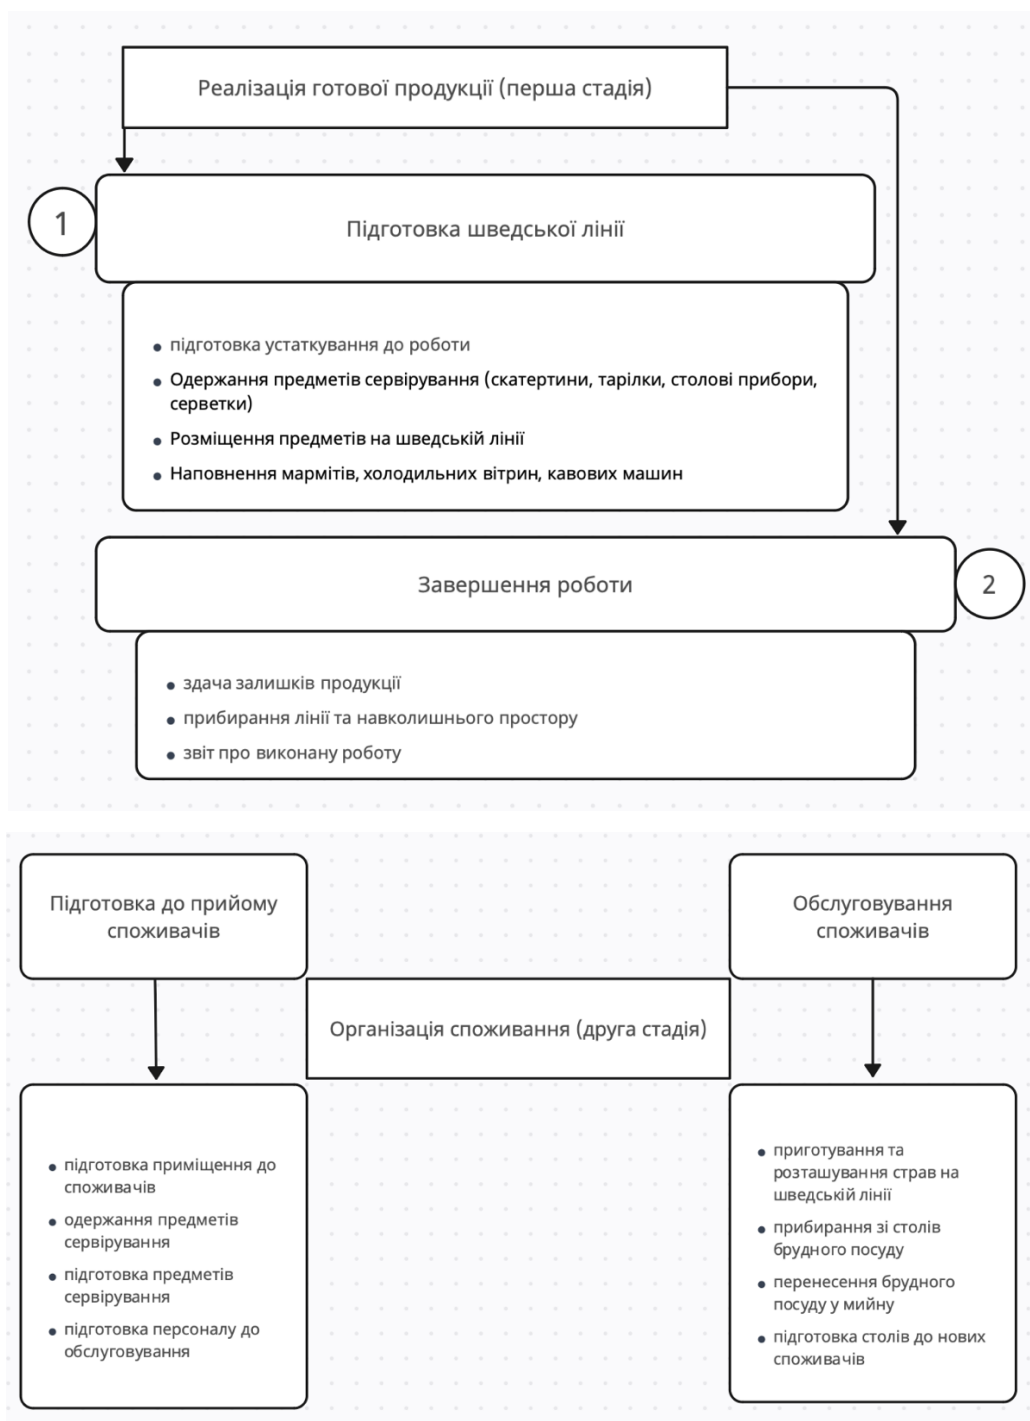 Реалізація готової продукції (перша стадія)
1
Підготовка шведської лінії
підготовка устаткування до роботи
Одержання предметів сервірування (скатертини, тарілки, столові прибори,
серветки)
Розміщення предметів на шведській лінії
Наповнення мармітів, холодильних вітрин, кавових машин
Завершення роботи
2
здача залишків продукції
прибирання лінії та навколишнього простору
звіт про виконану роботу
Підготовка до прийому
споживачів
Обслуговування
споживачів
Організація споживання (друга стадія)
підготовка приміщення до
споживачів
одержання предметів
сервірування
підготовка предметів
сервірування
підготовка персоналу до
обслуговування
приготування та
розташування страв на
шведській лінії
прибирання зі столів
брудного посуду
перенесення брудного
посуду у мийну
підготовка столів до нових
споживачів